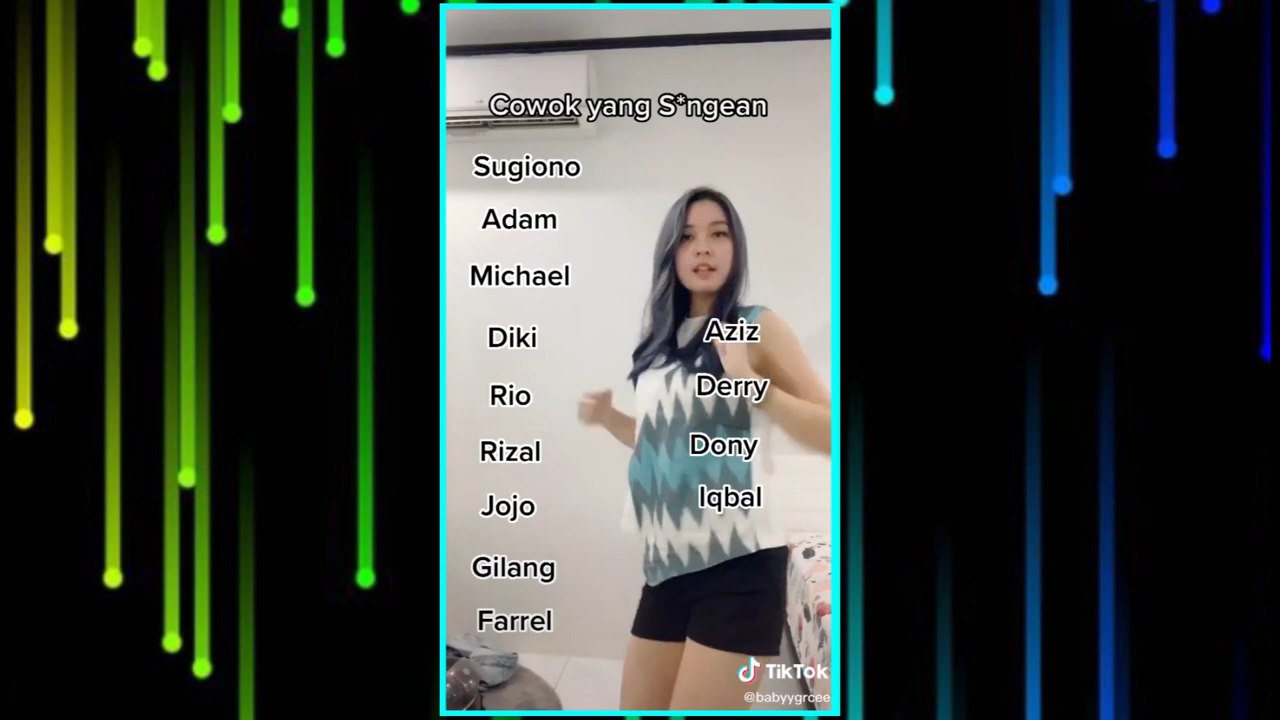 Cowok yang S*ngean
Sugiono
Adam
Michael
Diki
Rio
Rizal
Jojo
Gilang
Farrel
Aziz
Derry
Dony
Iqbal
TikTok
@babyygrcee